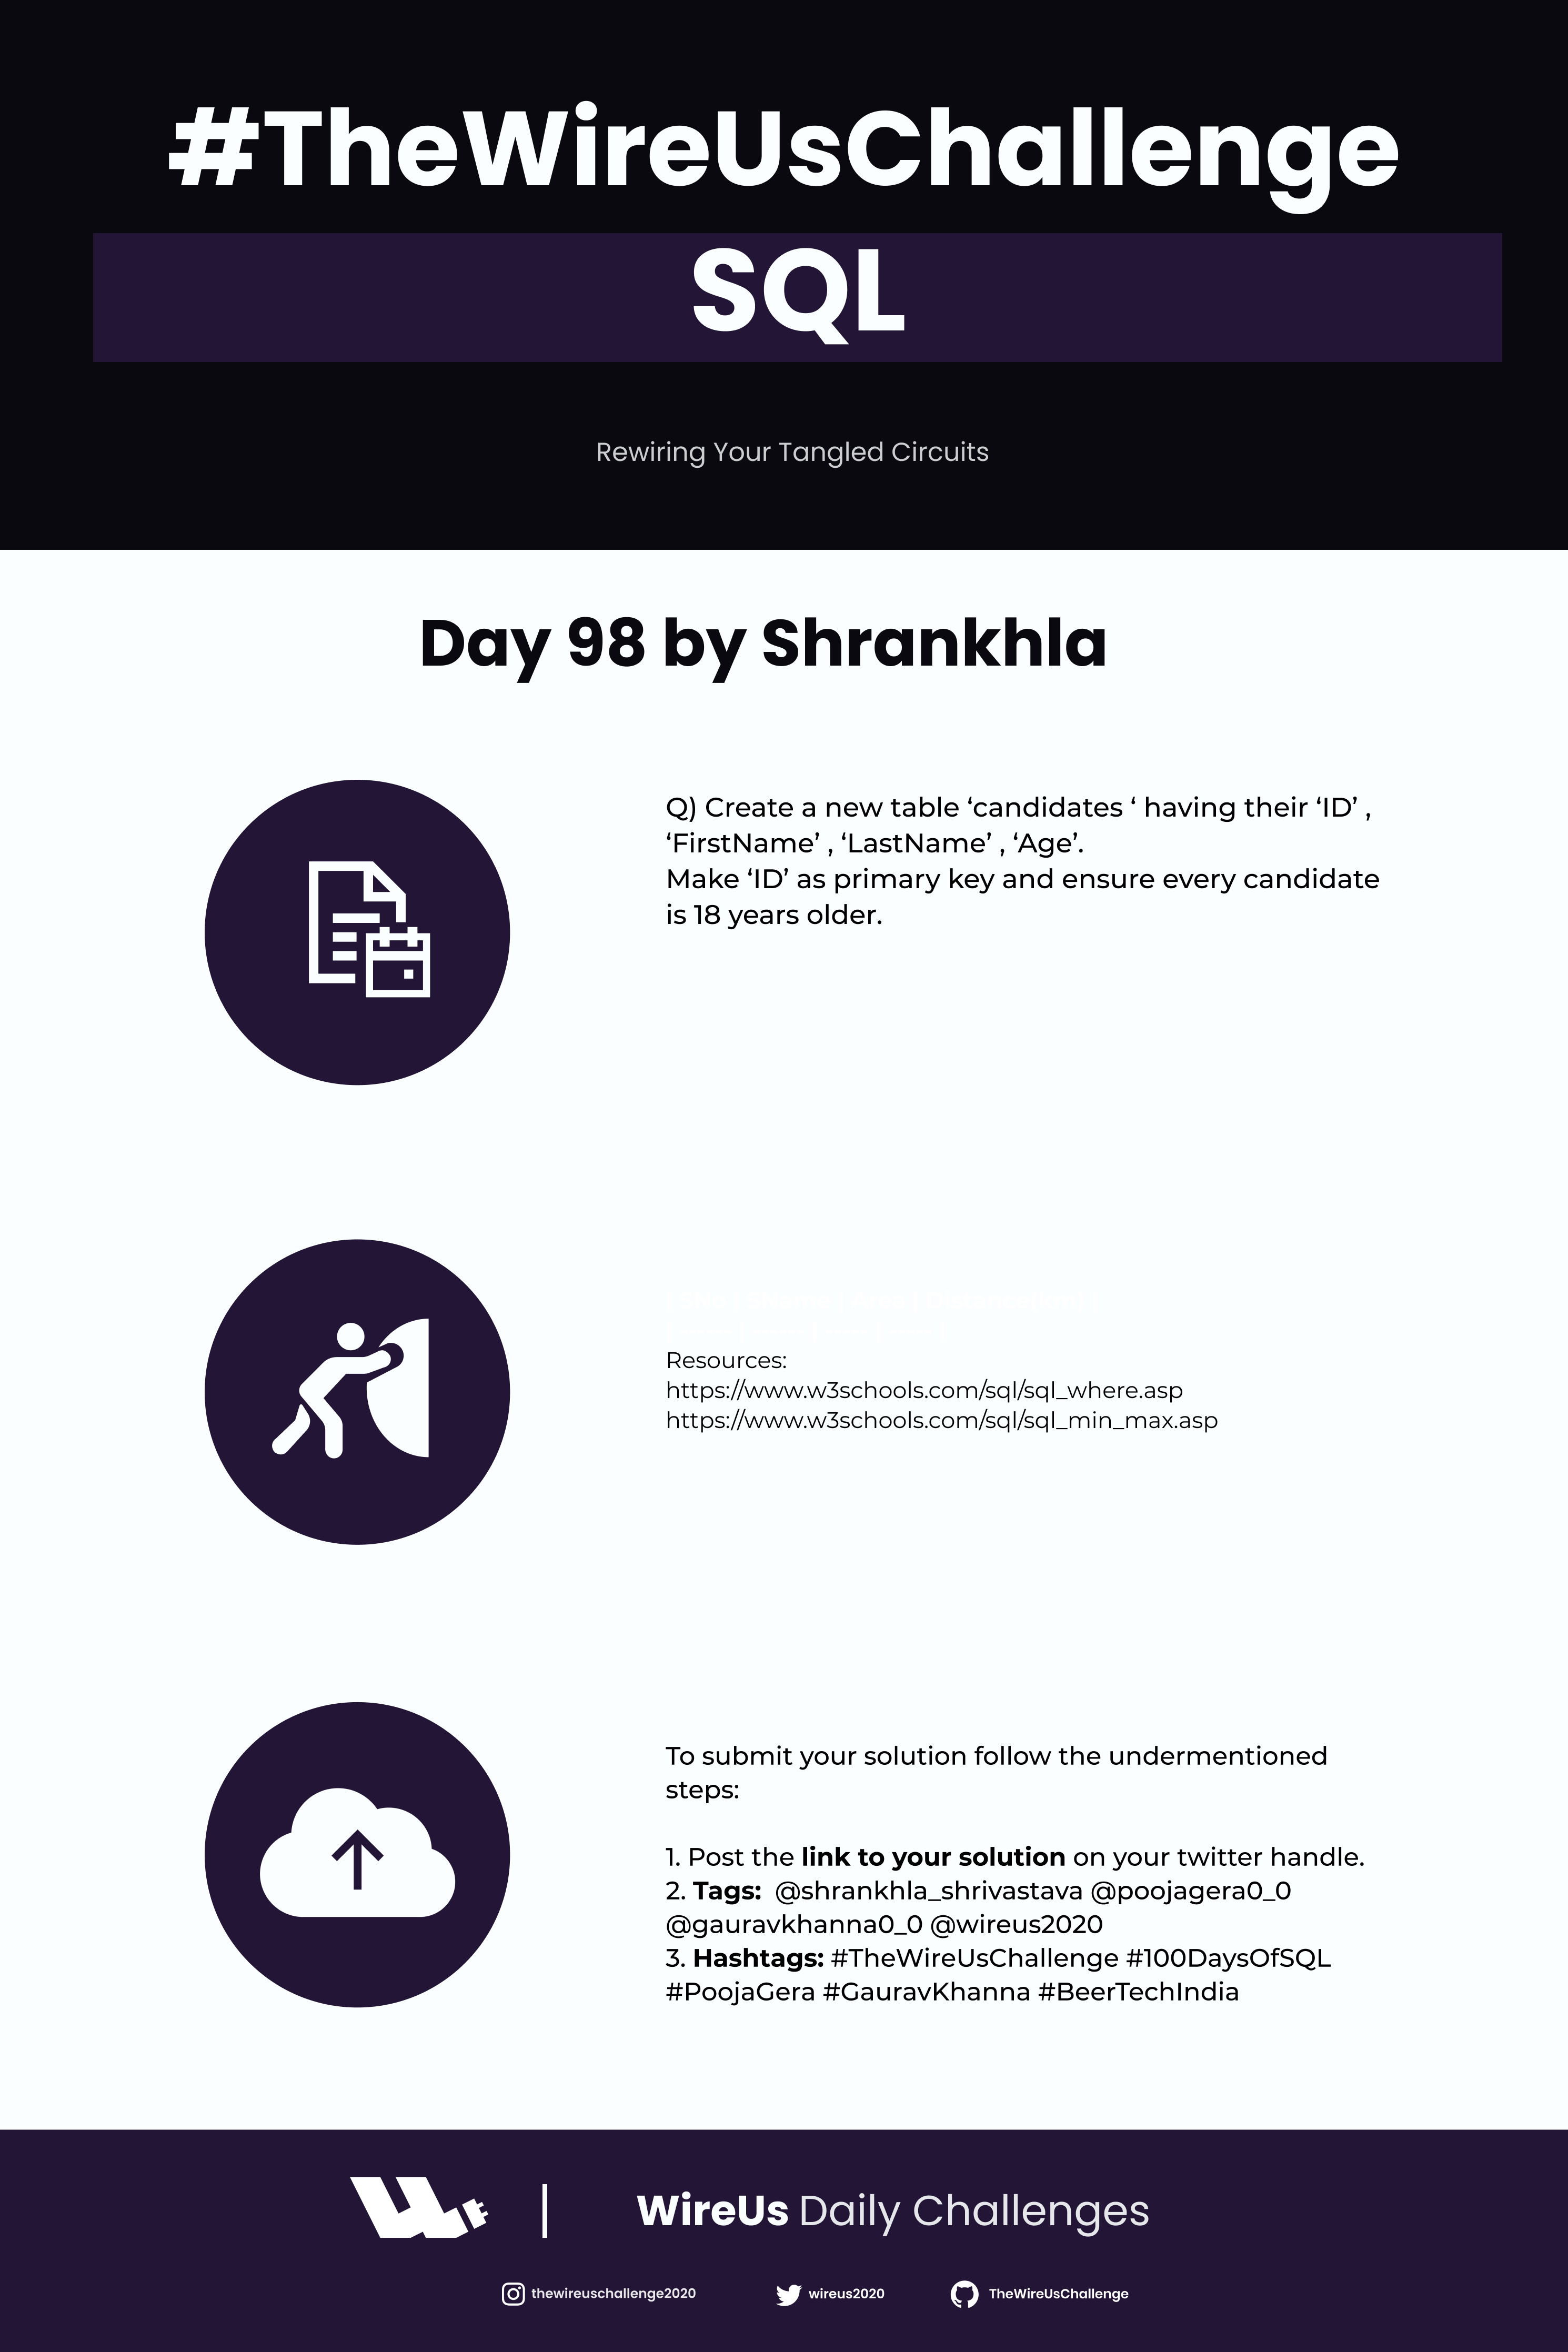 #TheWireUsChallenge
SQL
Rewiring Your Tangled Circuits
Day 98 by Shrankhla
Q) Create a new table ‘candidates ‘ having their ‘ID’ ,
‘FirstName’ , ‘LastName’ , ‘Age’.
Make ‘ID’ as primary key and ensure every candidate
is 18 years older.
Resources:
https://www.w3schools.com/sql/sql_where.asp
https://www.w3schools.com/sql/sql_min_max.asp
To submit your solution follow the undermentioned
steps:
1. Post the link to your solution on your twitter handle.
2. Tags:  @shrankhla_shrivastava @poojagera0_0
@gauravkhanna0_0 @wireus2020
3. Hashtags: #TheWireUsChallenge #100DaysOfSQL
#PoojaGera #GauravKhanna #BeerTechIndia
WireUs Daily Challenges
thewireuschallenge2020 wireus2020 TheWireUsChallenge